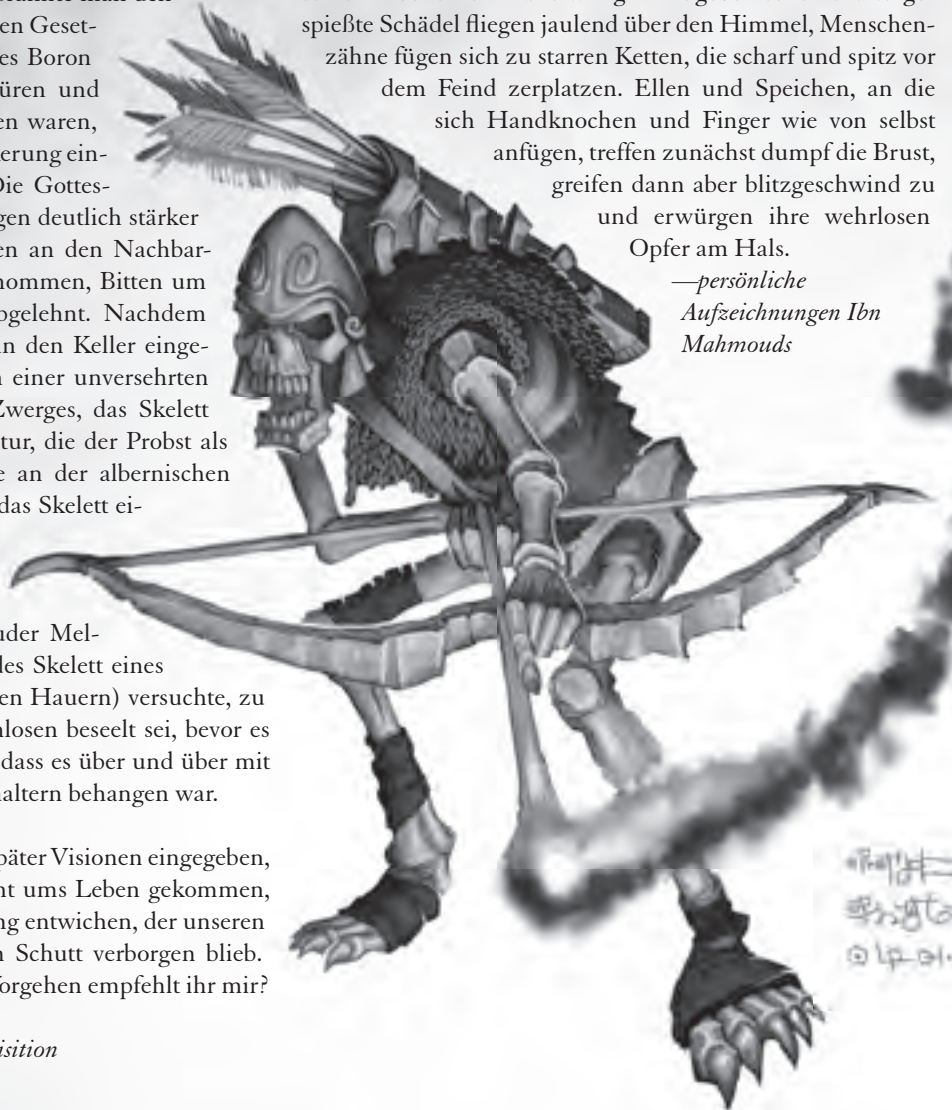 en Geset-
es Boron
üren und
en waren,
kerung ein-
Die Gottes-
gen deutlich stärker
en an den Nachbar-
nommen, Bitten um
bgelehnt. Nachdem
in den Keller einge-
einer unversehrten
Zwerges, das Skelett
tur, die der Probst als
e an der albernischen
das Skelett ei-
uder Mel-
des Skelett eines
en Hauern) versuchte, zu
nlosen beseelt sei, bevor es
dass es über und über mit
haltern behangen war.
päter Visionen eingegeben,
nt ums Leben gekommen,
ng entwichen, der unseren
n Schutt verborgen blieb.
Vorgehen empfehlt ihr mir?
isition
spießte Schädel fliegen jaulend über den Himmel, Menschen-
zähne fügen sich zu starren Ketten, die scharf und spitz vor
dem Feind zerplatzen. Ellen und Speichen, an die
sich Handknochen und Finger wie von selbst
anfügen, treffen zunächst dumpf die Brust,
greifen dann aber blitzgeschwind zu
und erwürgen ihre wehrlosen
Opfer am Hals.
—persönliche
Aufzeichnungen Ibn
Mahmouds